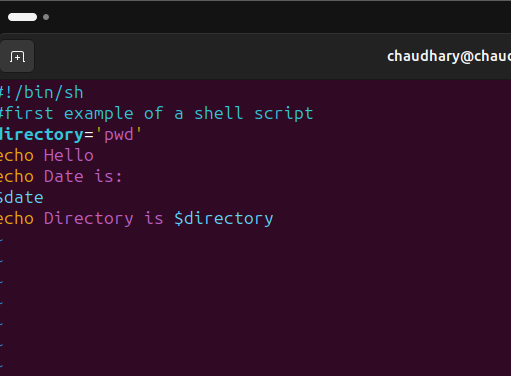 chaudhary@chauc
#!/bin/sh
#first example of a shell script
directory='pwd'
echo Hello
echo Date is:
$date
echo Directory is $directory
~
~
~
~
~
~
~